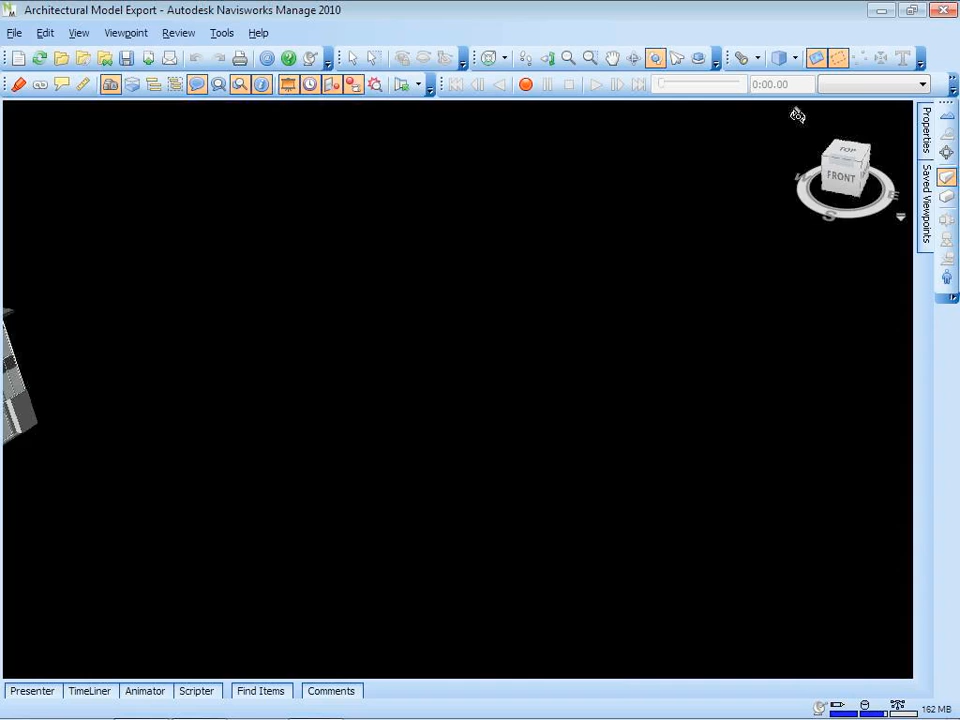 Architectural Model Export - Autodesk Navisworks Manage 2010
File Edit View Viewpoint Review Tools Help
0:00.00
TOP
FRONT
W
E
S
Properties
Saved Viewpoints
Presenter TimeLiner Animator Scripter Find Items Comments
162 MB